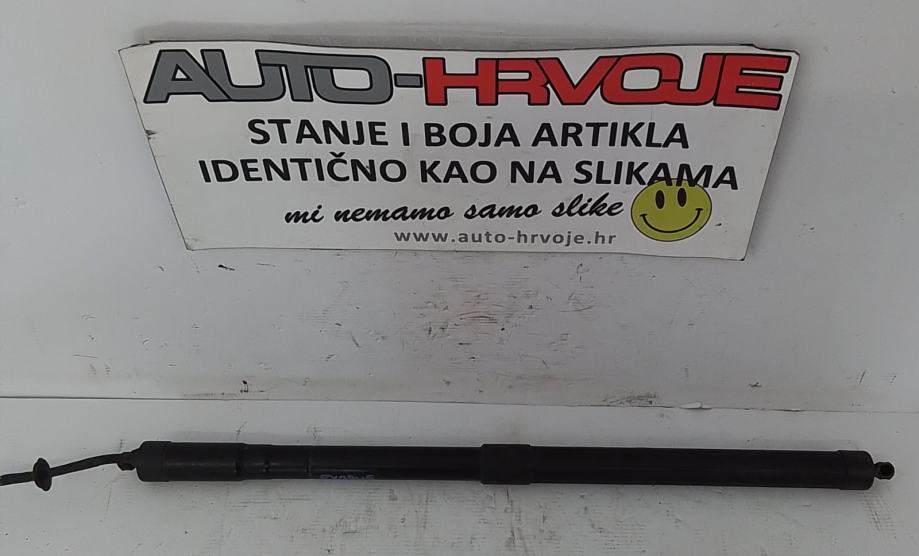 AUTO-HRVOJE
STANJE I BOJA ARTIKLA
IDENTIČNO KAO NA SLIKAMA
mi nemamo samo slike
www.auto-hrvoje.hr